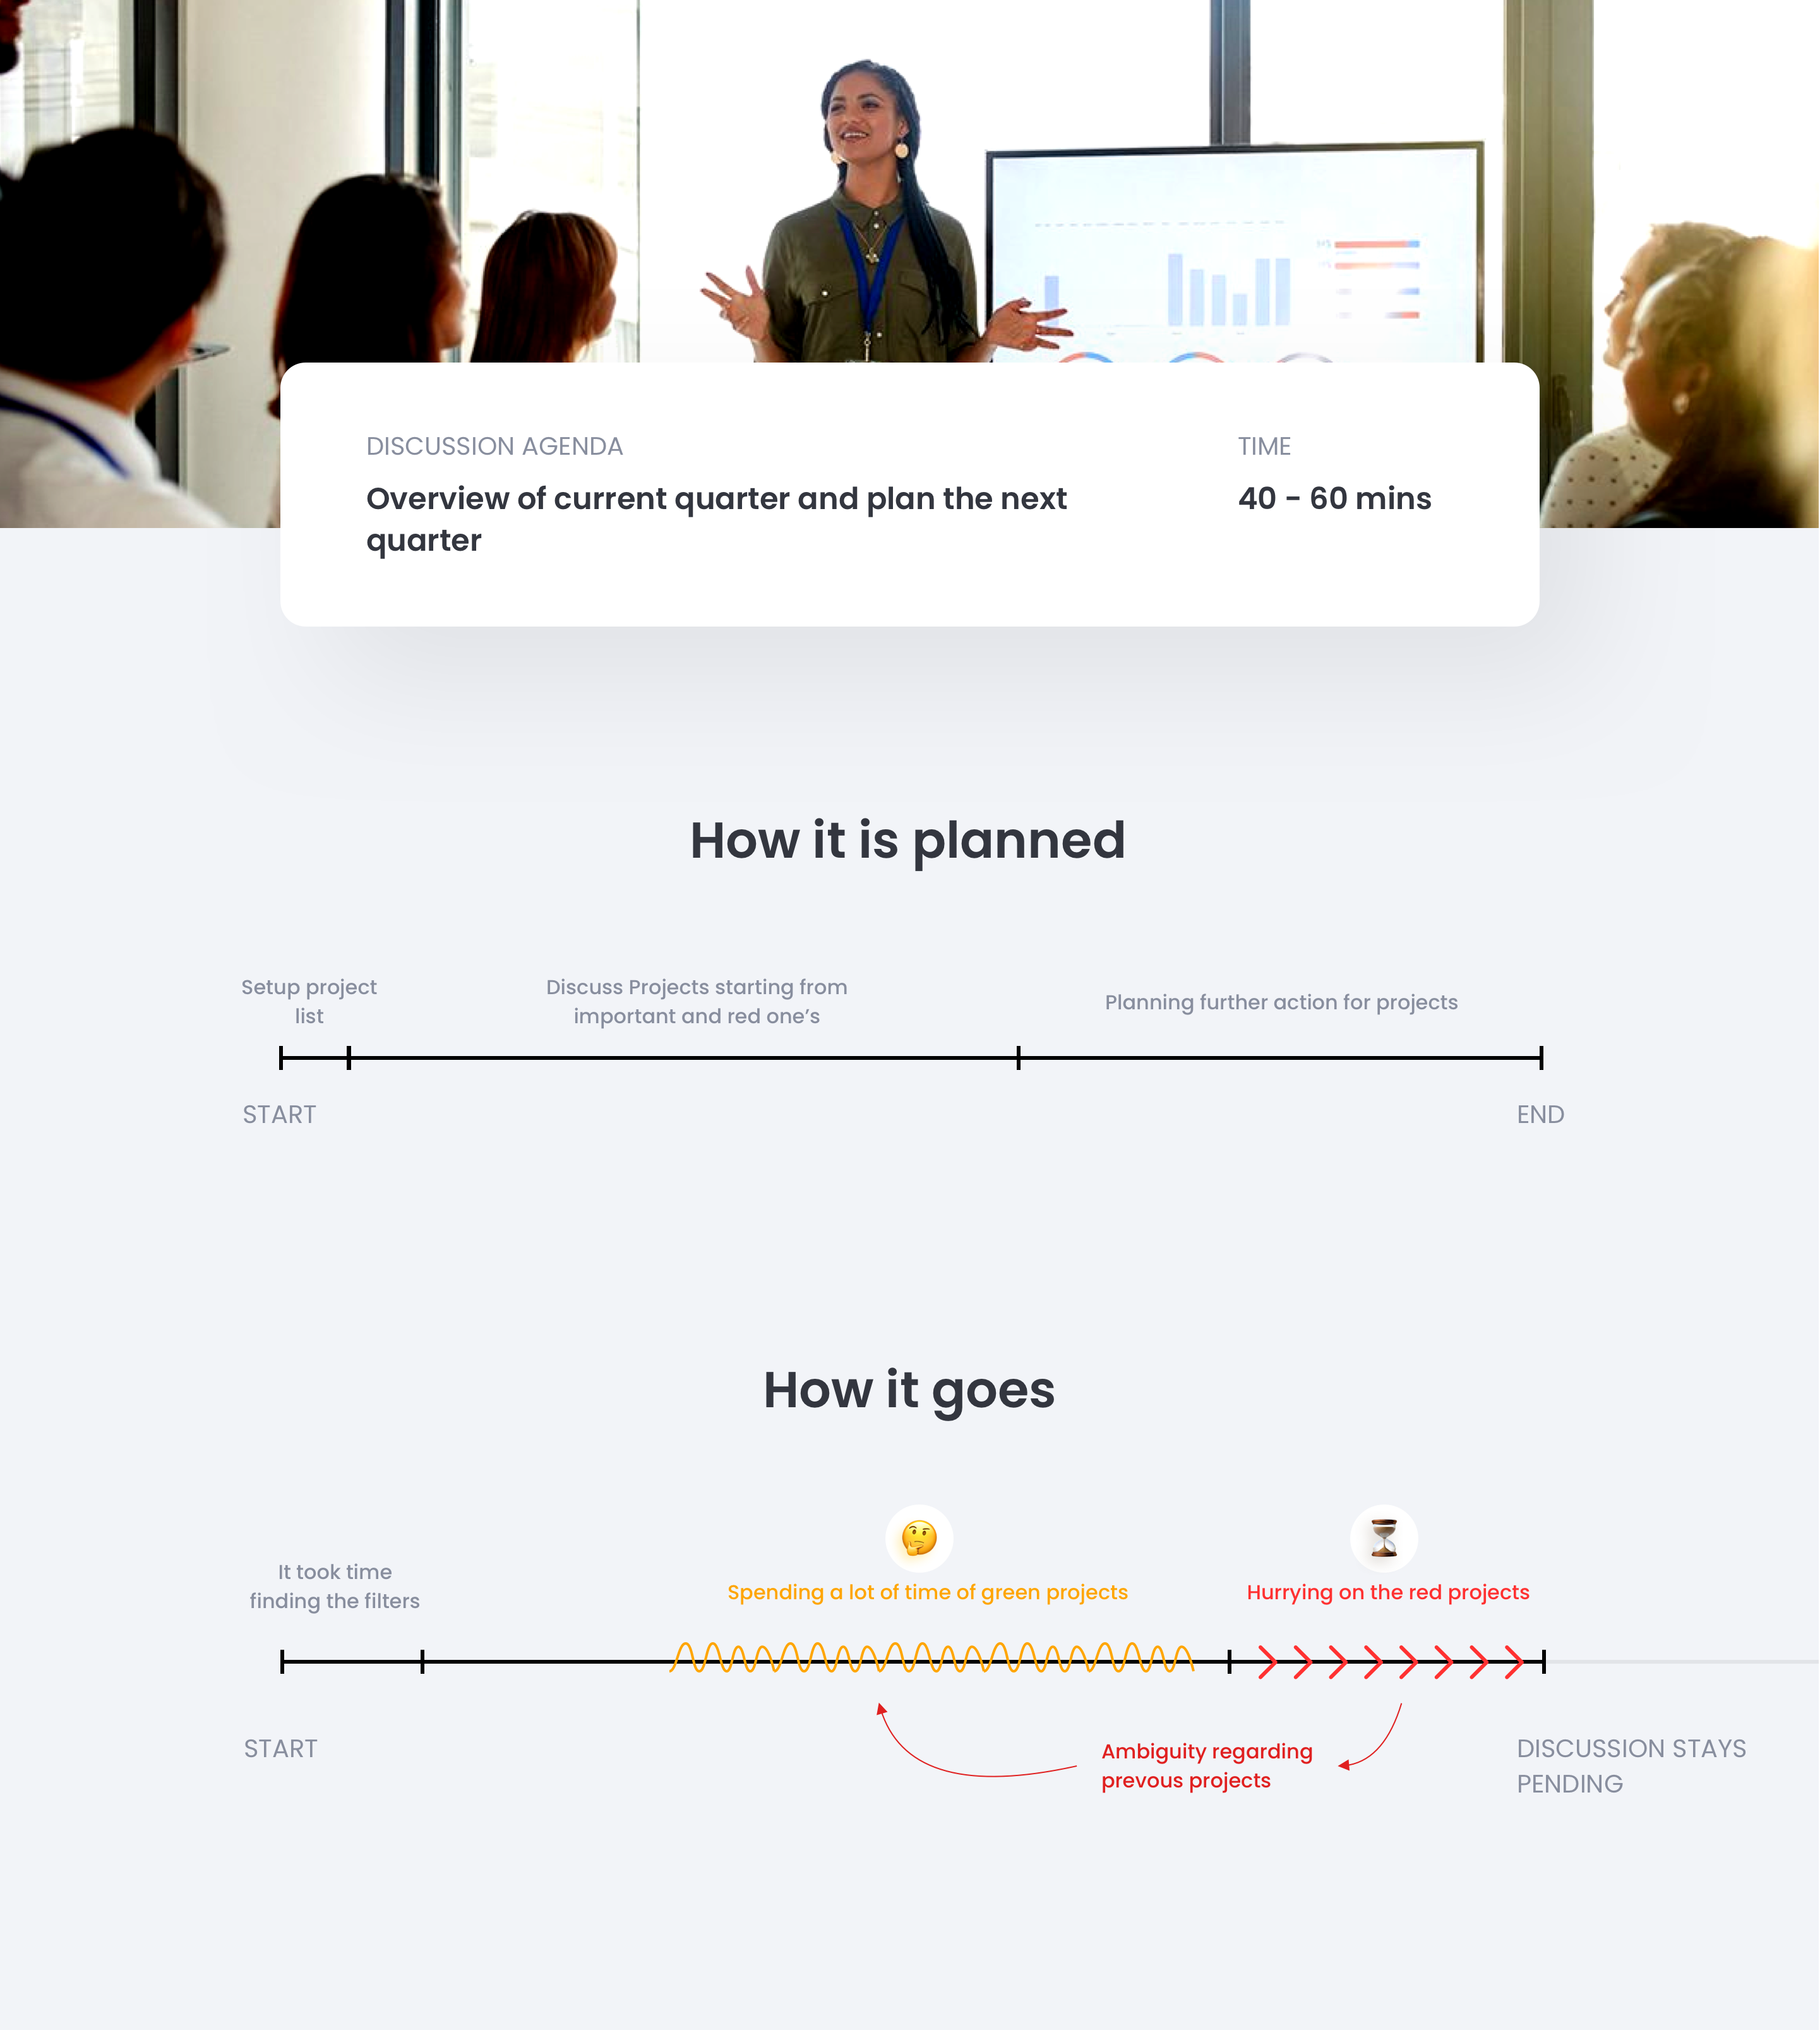 DISCUSSION AGENDA
Overview of current quarter and plan the next
quarter
TIME
40 - 60 mins
How it is planned
Setup project
list
Discuss Projects starting from
important and red one’s
Planning further action for projects
START
END
How it goes
It took time
finding the filters
Spending a lot of time of green projects
Hurrying on the red projects
START
Ambiguity regarding
prevous projects
DISCUSSION STAYS
PENDING